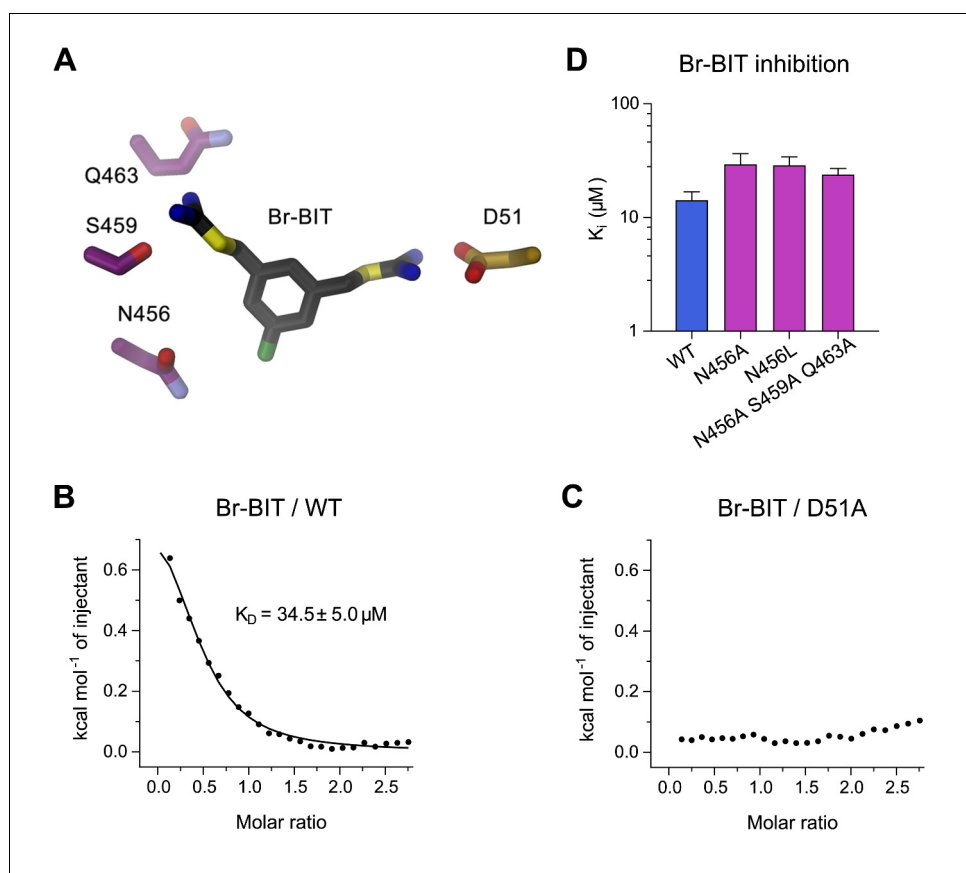 A
Q463
S459
Br-BIT
D51
N456
D
Br-BIT inhibition
100
10
1
Ki (µM)
WT
N456A
N456L
N456A S459A Q463A
B
Br-BIT / WT
kcal mol-1 of injectant
0.6
0.4
0.2
0.0
KD = 34.5± 5.0 µM
0.0 0.5 1.0 1.5 2.0 2.5
Molar ratio
C
Br-BIT / D51A
kcal mol-1 of injectant
0.6
0.4
0.2
0.0
0.0 0.5 1.0 1.5 2.0 2.5
Molar ratio